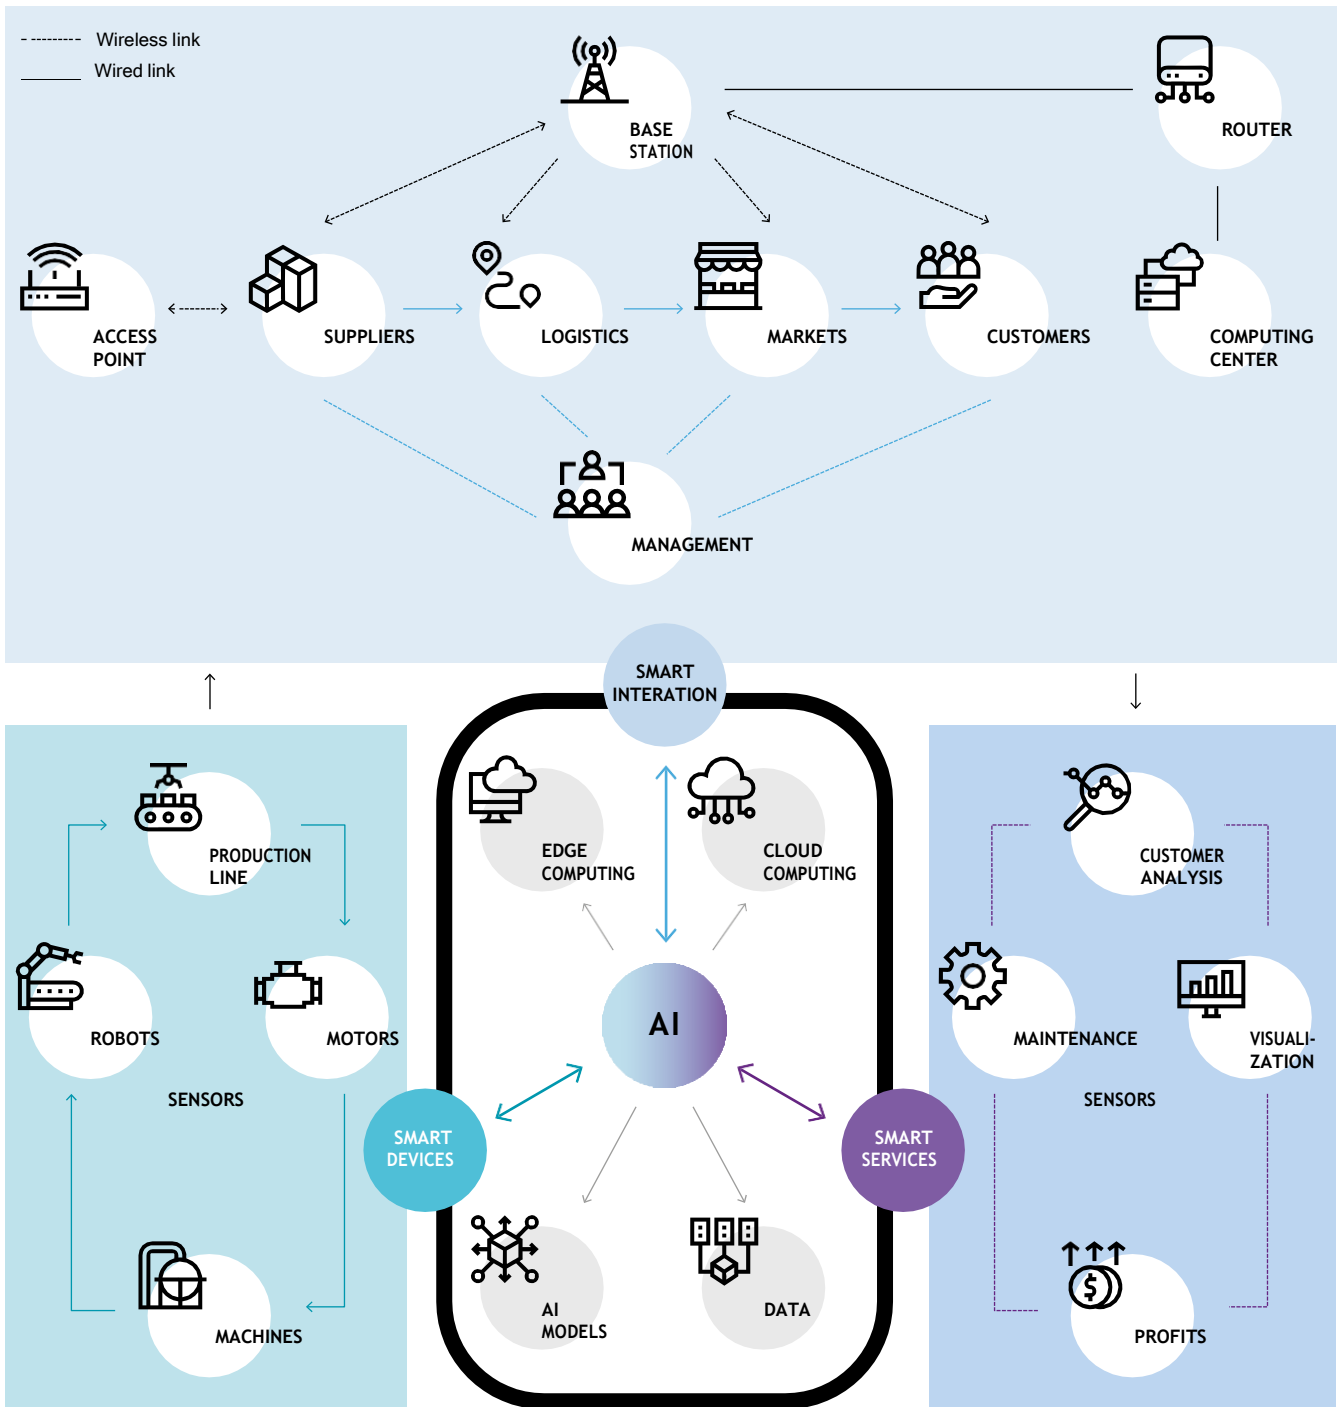 Wireless link
Wired link
BASE
STATION
ROUTER
ACCESS
POINT
SUPPLIERS
LOGISTICS
MARKETS
CUSTOMERS
COMPUTING
CENTER
MANAGEMENT
SMART
INTERATION
PRODUCTION
LINE
ROBOTS
MOTORS
SENSORS
MACHINES
EDGE
COMPUTING
CLOUD
COMPUTING
AI
SMART
DEVICES
SMART
SERVICES
AI
MODELS
DATA
CUSTOMER
ANALYSIS
MAINTENANCE
VISUALI-
ZATION
SENSORS
$
PROFITS